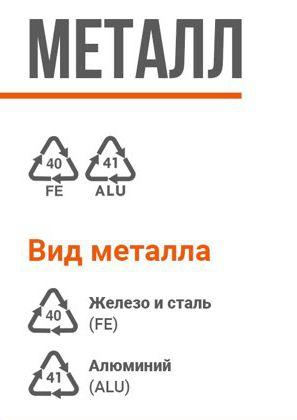 МЕТАЛЛ
40 41
FE ALU
Вид металла
40 Железо и сталь
(FE)
41 Алюминий
(ALU)